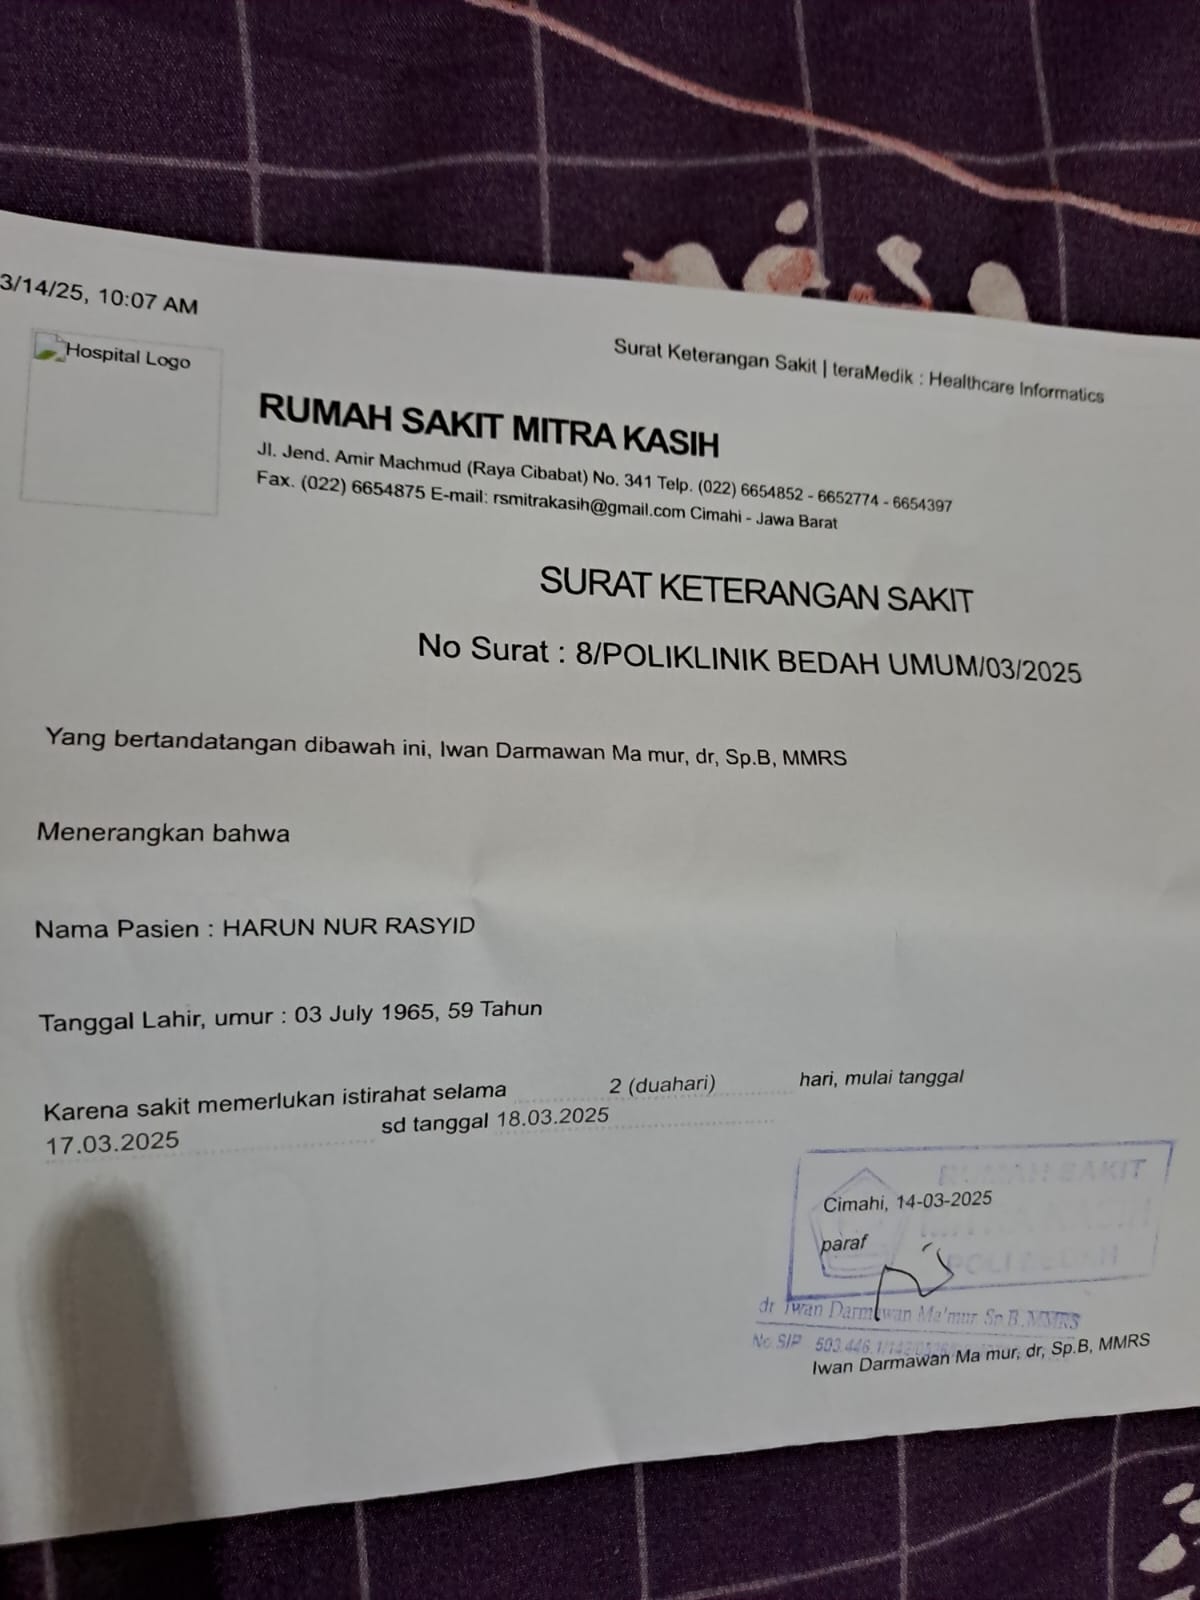 3/14/25, 10:07 AM
Surat Keterangan Sakit | teraMedik : Healthcare Informatics
Hospital Logo
RUMAH SAKIT MITRA KASIH
Jl. Jend. Amir Machmud (Raya Cibabat) No. 341 Telp. (022) 6654852 - 6652774 - 6654397
Fax. (022) 6654875 E-mail: rsmitrakasih@gmail.com Cimahi - Jawa Barat
SURAT KETERANGAN SAKIT
No Surat : 8/POLIKLINIK BEDAH UMUM/03/2025
Yang bertandatangan dibawah ini, Iwan Darmawan Ma mur, dr, Sp.B, MMRS
Menerangkan bahwa
Nama Pasien : HARUN NUR RASYID
Tanggal Lahir, umur : 03 July 1965, 59 Tahun
Karena sakit memerlukan istirahat selama 2 (duahari) hari, mulai tanggal
17.03.2025 sd tanggal 18.03.2025
RUMAH SAKIT
Cimahi, 14-03-2025
MITRA KASIH
paraf
POLI BEDAH
dr Iwan Darmawan Ma'mur Sp.B, MMRS
No.SIP
Iwan Darmawan Ma mur, dr, Sp.B, MMRS